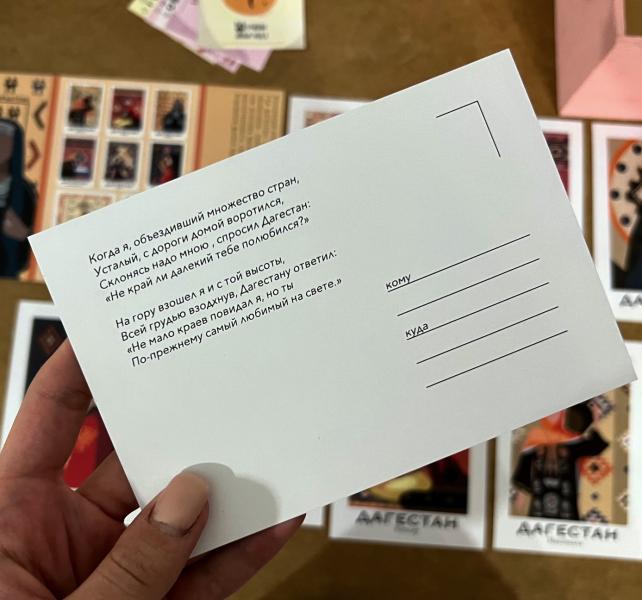 Когда я, объездивший множество стран,
Усталый, с дороги домой воротился,
Склонясь надо мною , спросил Дагестан:
«Не край ли далекий тебе полюбился?»
На гору взошел я и с той высоты,
Всей грудью взодхнув, Дагестану ответил:
«Не мало краев повидал я, но ты
По-прежнему самый любимый на свете.»
кому
куда
ДАГЕСТАН
ДАГЕСТАН